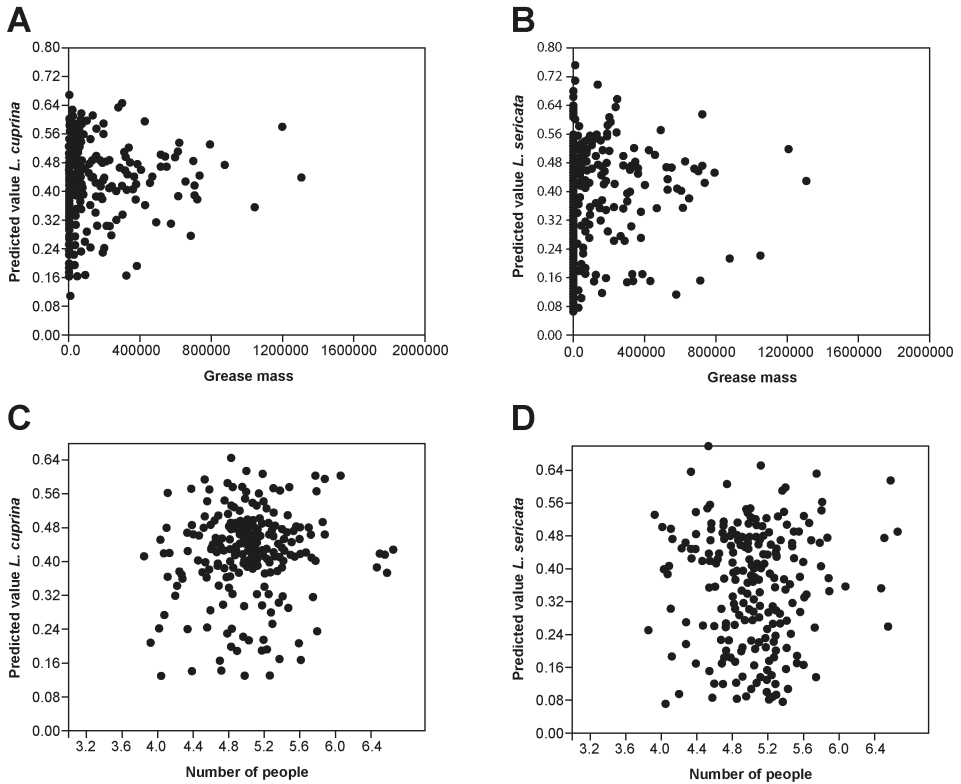 A
Predicted value L. cuprina
0.80
0.72
0.64
0.56
0.48
0.40
0.32
0.24
0.16
0.08
0.00
0.0 400000 800000 1200000 1600000 2000000
Grease mass
B
Predicted value L. sericata
0.80
0.72
0.64
0.56
0.48
0.40
0.32
0.24
0.16
0.08
0.00
0.0 400000 800000 1200000 1600000 2000000
Grease mass
C
Predicted value L. cuprina
0.64
0.56
0.48
0.40
0.32
0.24
0.16
0.08
0.00
3.2 3.6 4.0 4.4 4.8 5.2 5.6 6.0 6.4
Number of people
D
Predicted value L. sericata
0.64
0.56
0.48
0.40
0.32
0.24
0.16
0.08
0.00
3.2 3.6 4.0 4.4 4.8 5.2 5.6 6.0 6.4
Number of people